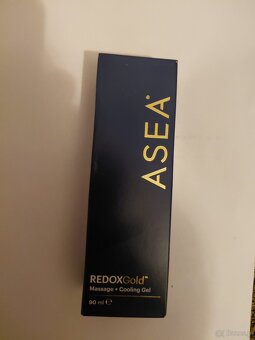 ASEA
REDOXGold™
Massage + Cooling Gel
90 ml ℮